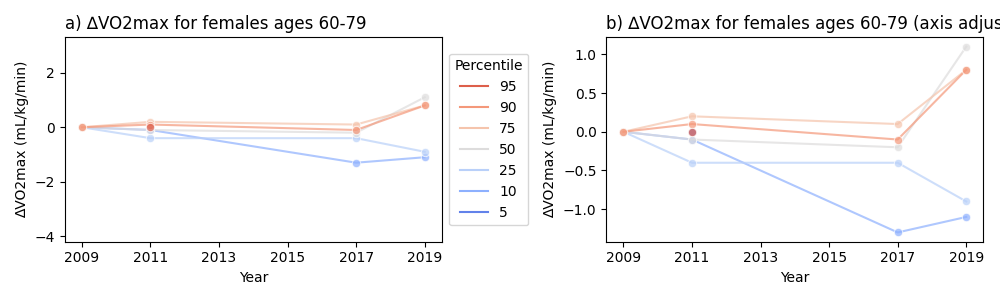 a) ΔVO2max for females ages 60-79
ΔVO2max (mL/kg/min)
2
0
−2
−4
2009 2011 2013 2015 2017 2019
Year
Percentile
95
90
75
50
25
10
5
b) ΔVO2max for females ages 60-79 (axis adjus
ΔVO2max (mL/kg/min)
1.0
0.5
0.0
−0.5
−1.0
2009 2011 2013 2015 2017 2019
Year